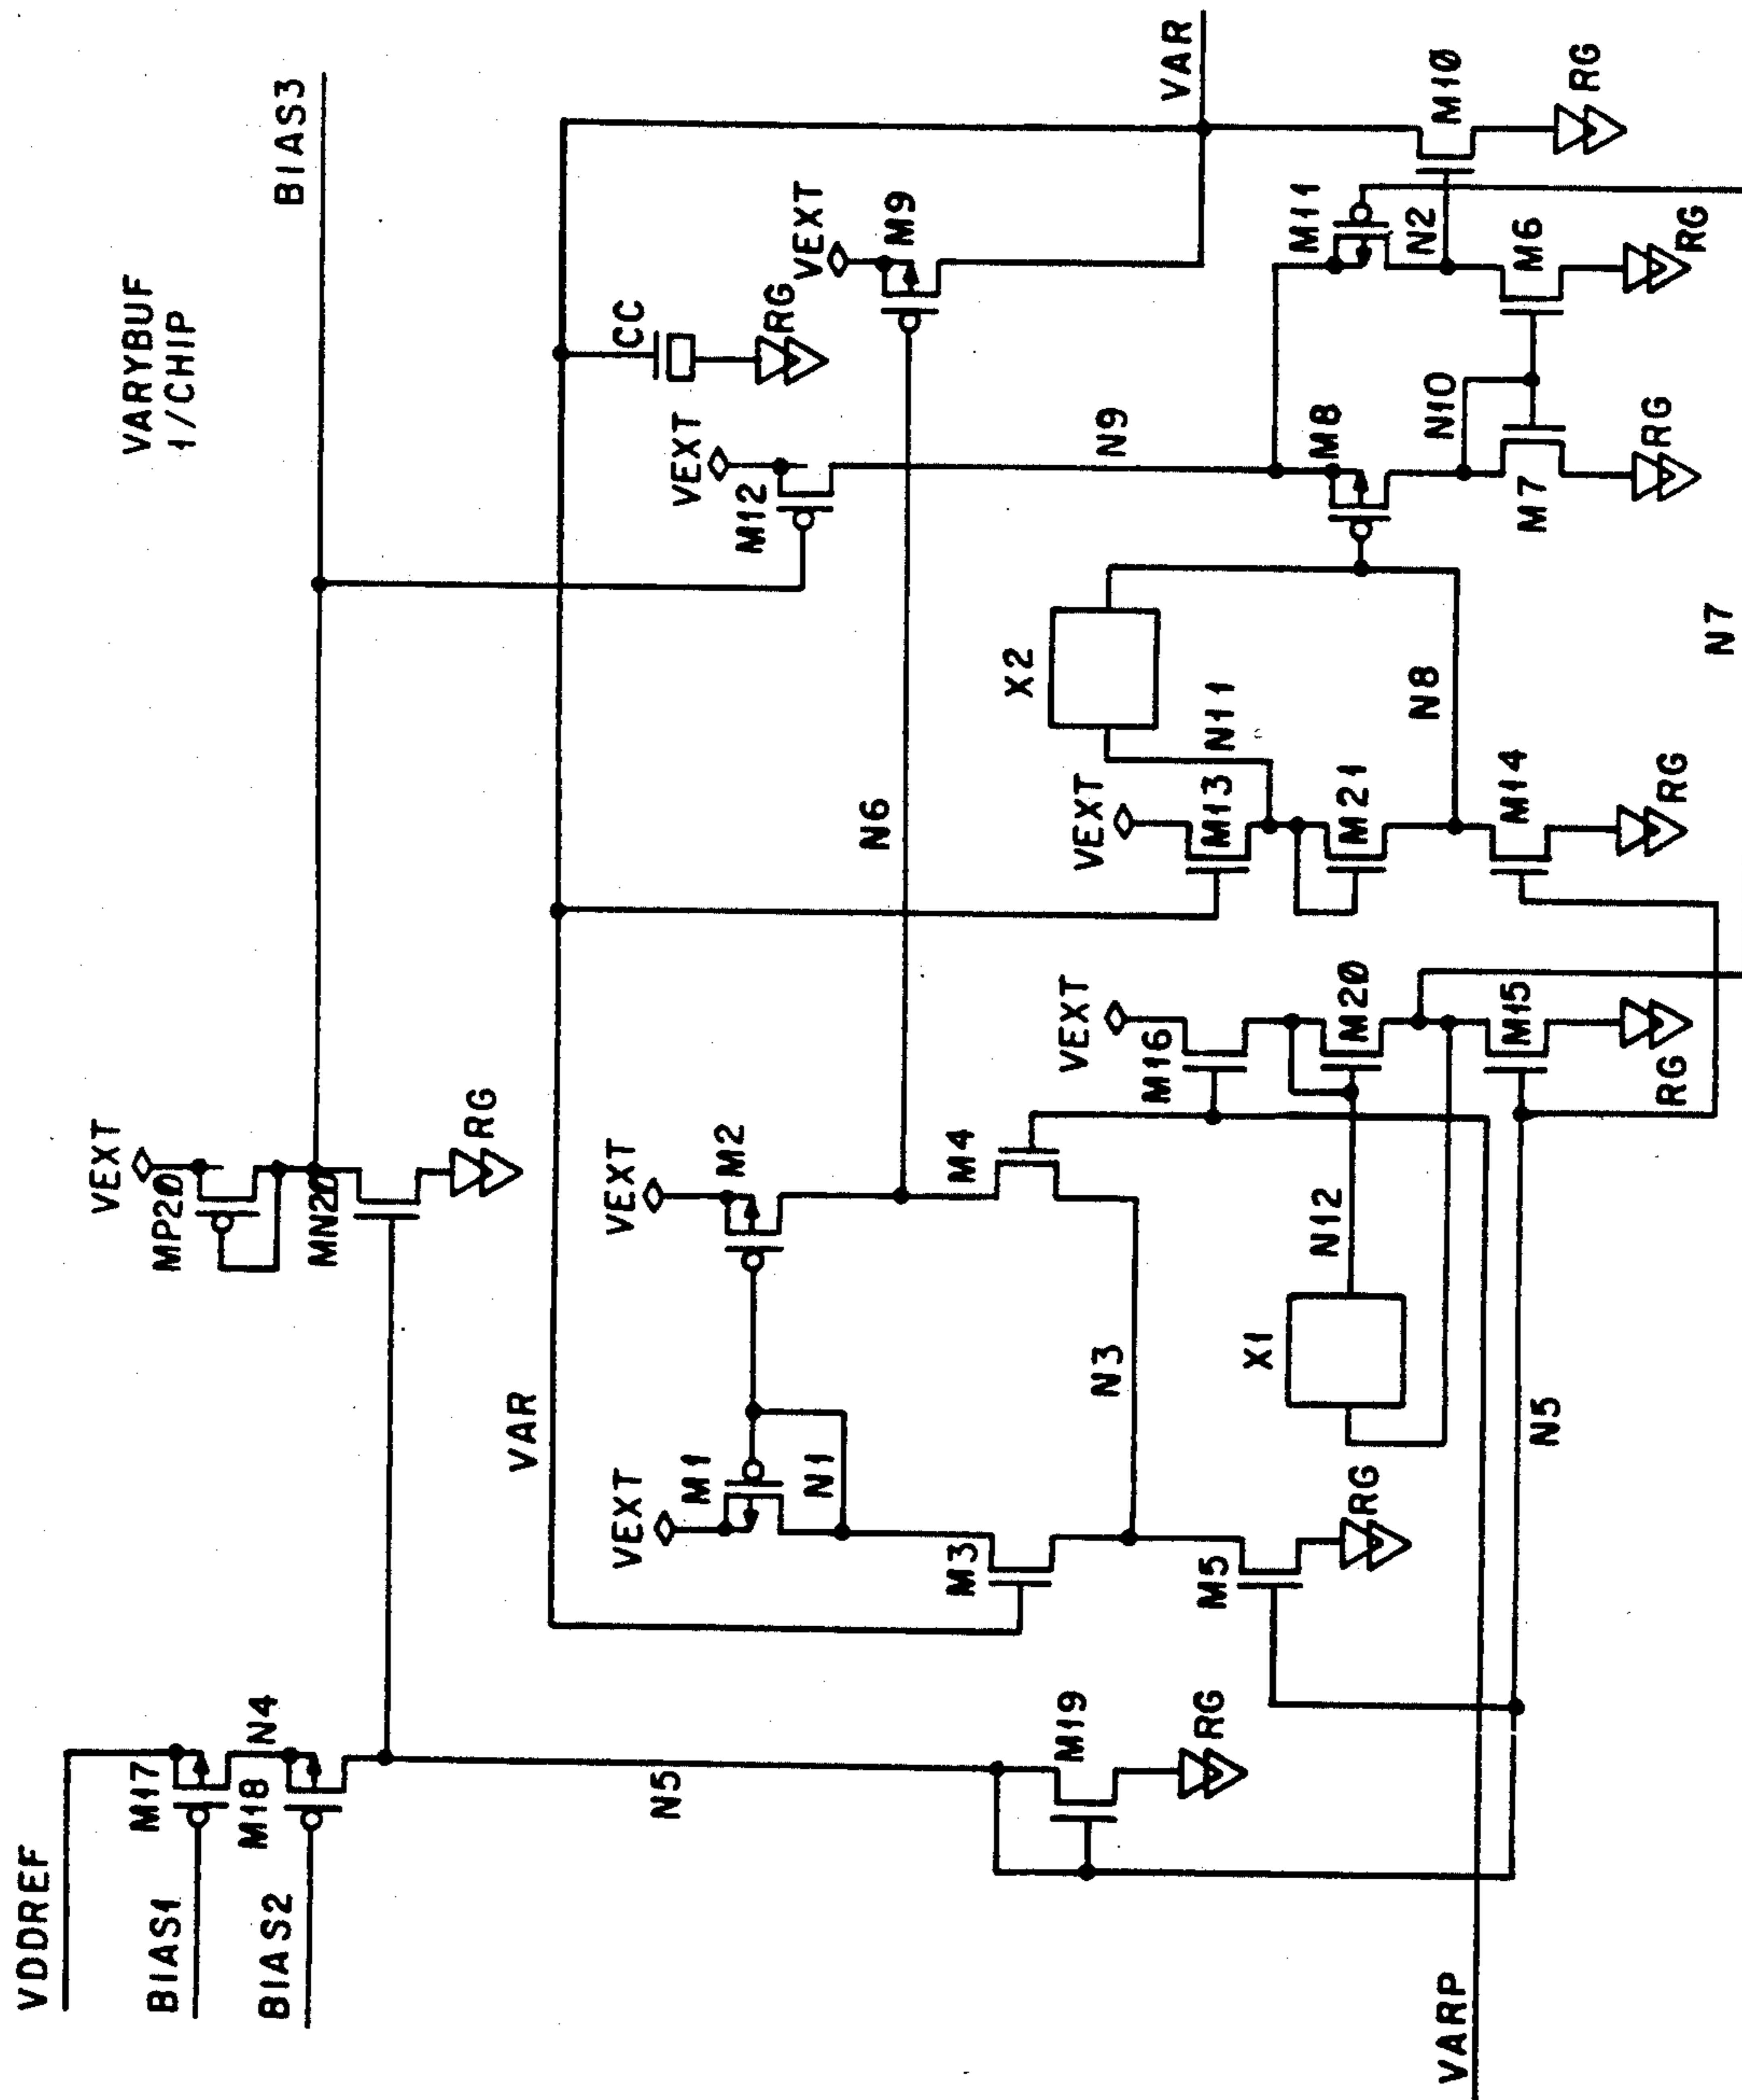 VARYBUF
1/CHIP
VDDREF
BIAS1
BIAS2
M17
M18
N4
VEXT
MP20
MN20
RG
BIAS3
N5
M19
RG
VAR
VEXT
M1
N1
VEXT
M2
N6
M3
M4
N3
M5
RG
VEXT
M12
CC
RG
VEXT
M9
N9
VAR
X1
N12
VEXT
M16
M20
M15
RG
N5
VEXT
M13
N11
X2
M21
N8
M14
RG
M8
N10
M7
RG
M11
N2
M6
RG
M10
RG
N7
VARP